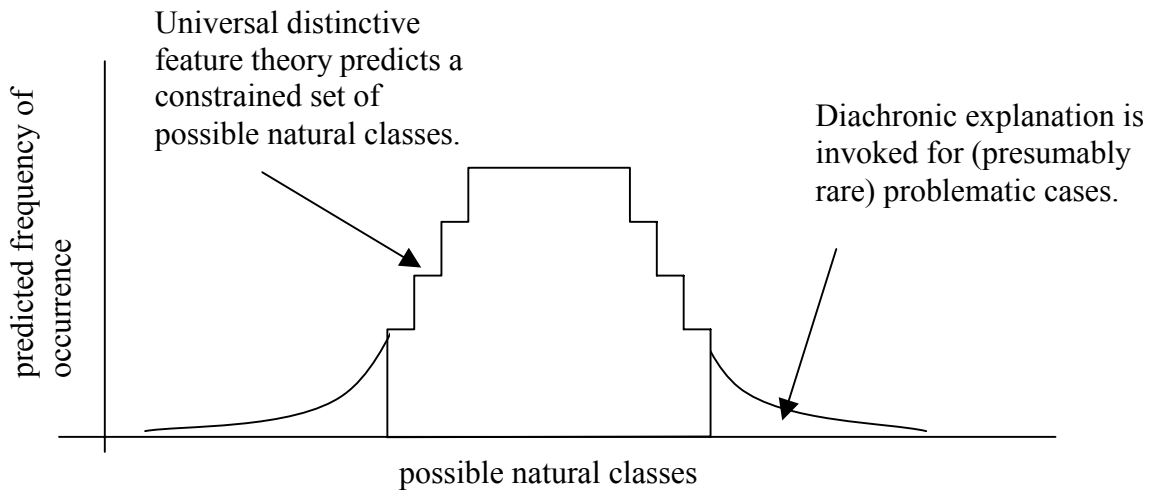 Universal distinctive
feature theory predicts a
constrained set of
possible natural classes.
Diachronic explanation is
invoked for (presumably
rare) problematic cases.
predicted frequency of
occurrence
possible natural classes